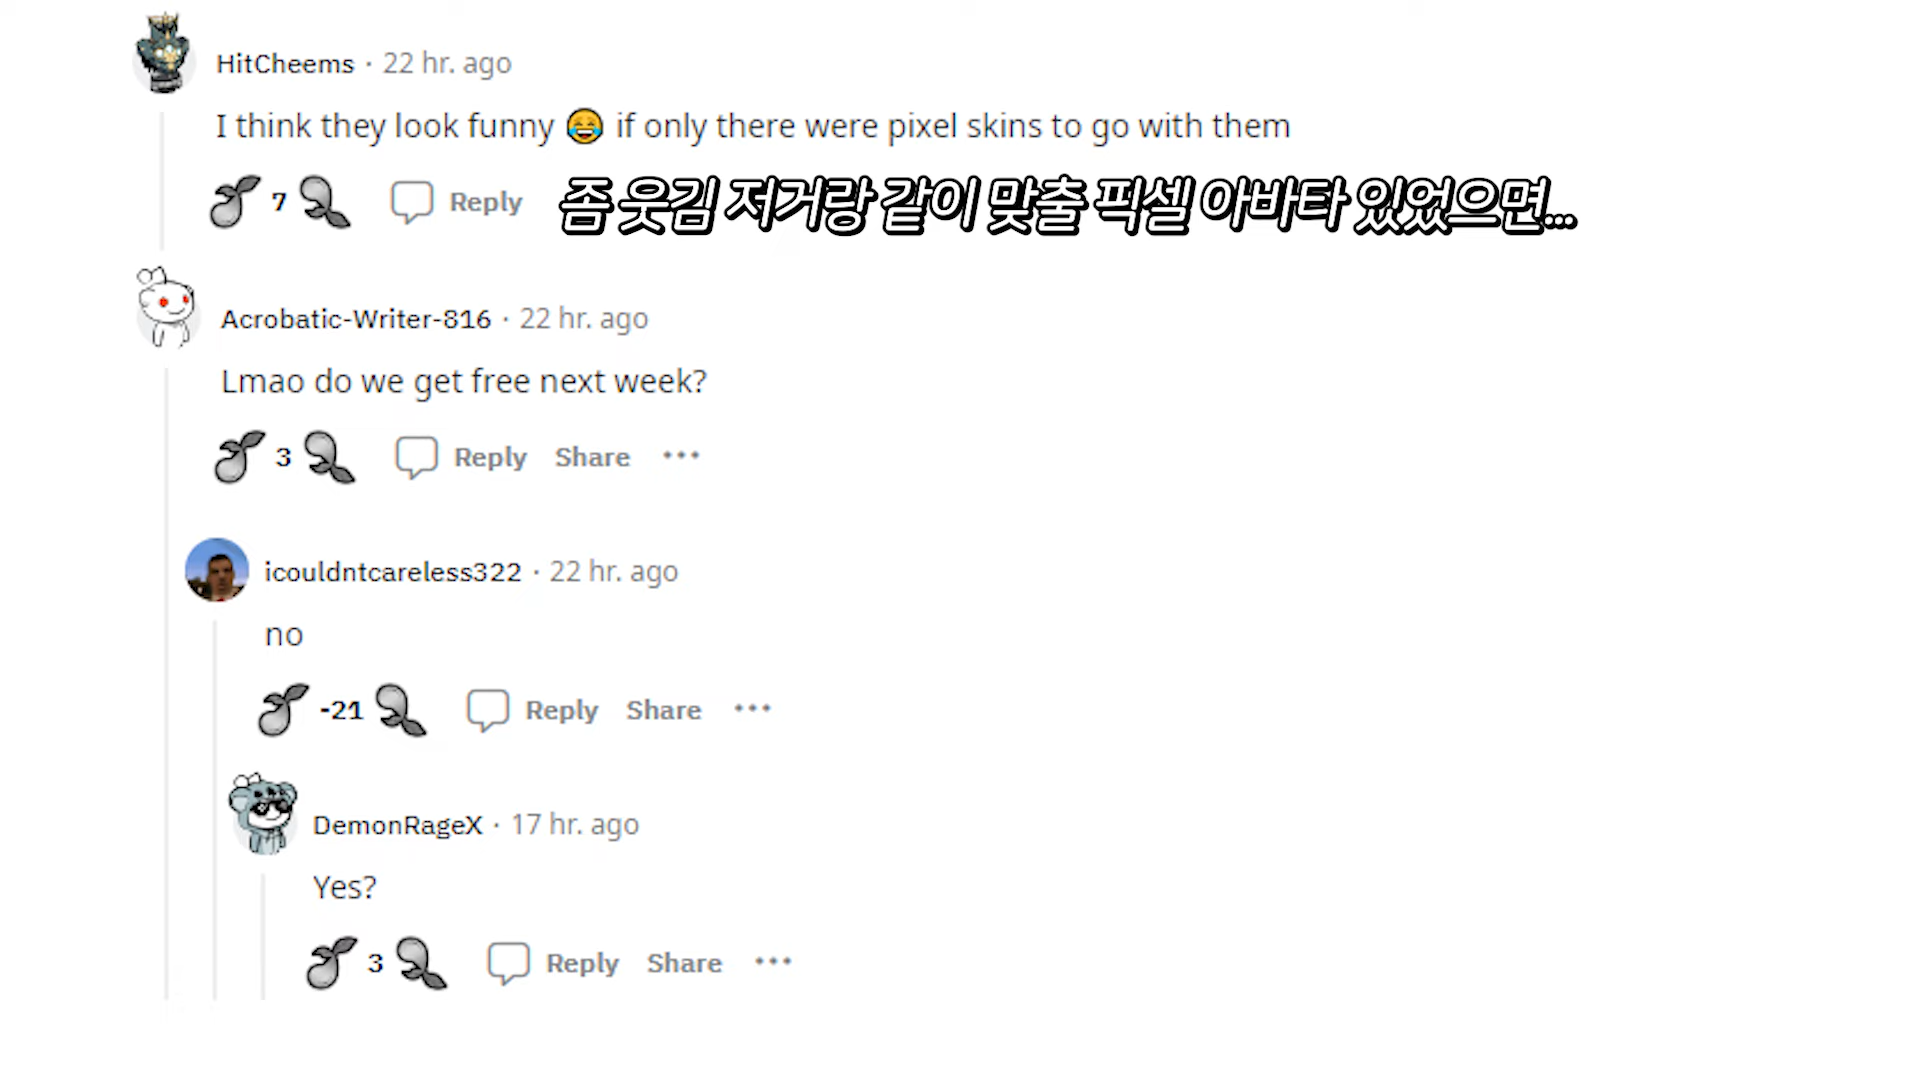 HitCheems · 22 hr. ago
I think they look funny 😂 if only there were pixel skins to go with them
7 Reply 좀 웃김 저거랑 같이 맞출 픽셀 아바타 있었으면...
Acrobatic-Writer-816 · 22 hr. ago
Lmao do we get free next week?
3 Reply Share ···
icouldntcareless322 · 22 hr. ago
no
-21 Reply Share ···
DemonRageX · 17 hr. ago
Yes?
3 Reply Share ···